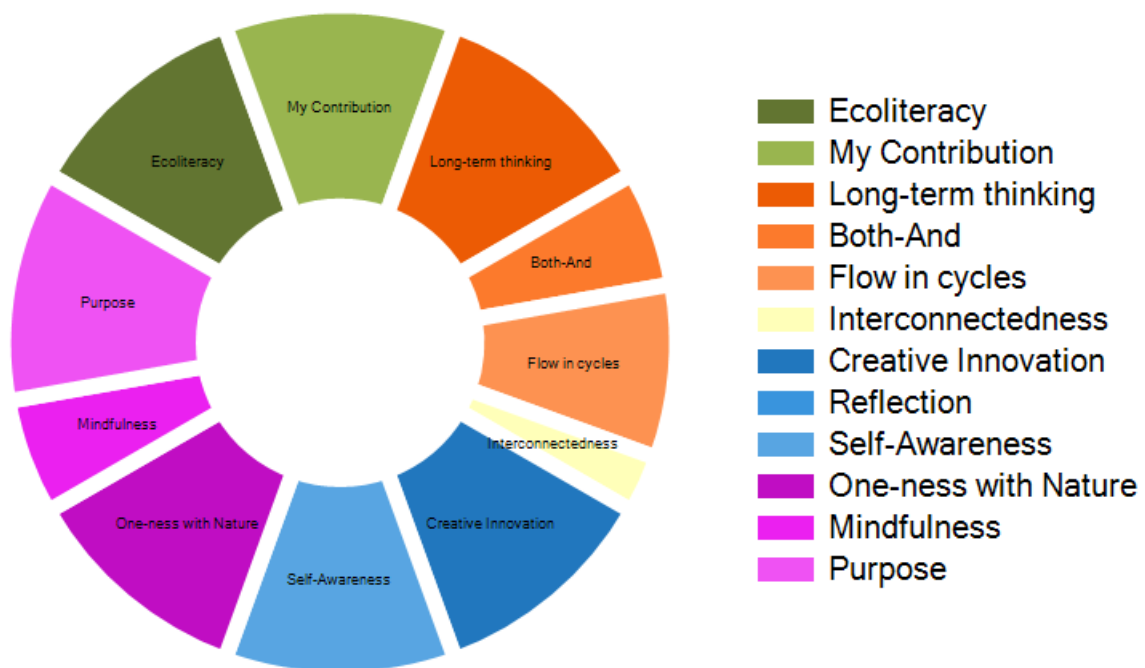 My Contribution
Ecoliteracy
Long-term thinking
Both-And
Purpose
Flow in cycles
Mindfulness
Interconnectedness
One-ness with Nature
Creative Innovation
Self-Awareness
Ecoliteracy
My Contribution
Long-term thinking
Both-And
Flow in cycles
Interconnectedness
Creative Innovation
Reflection
Self-Awareness
One-ness with Nature
Mindfulness
Purpose